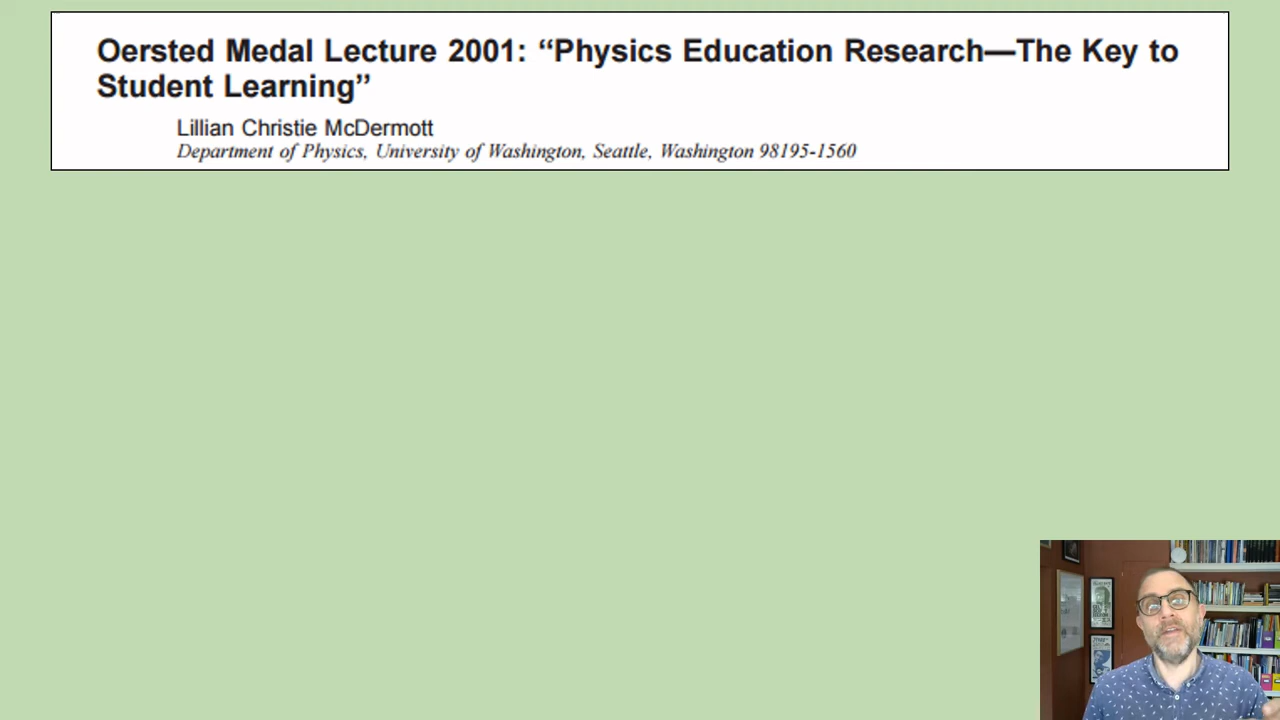 Oersted Medal Lecture 2001: “Physics Education Research—The Key to
Student Learning”
Lillian Christie McDermott
Department of Physics, University of Washington, Seattle, Washington 98195-1560